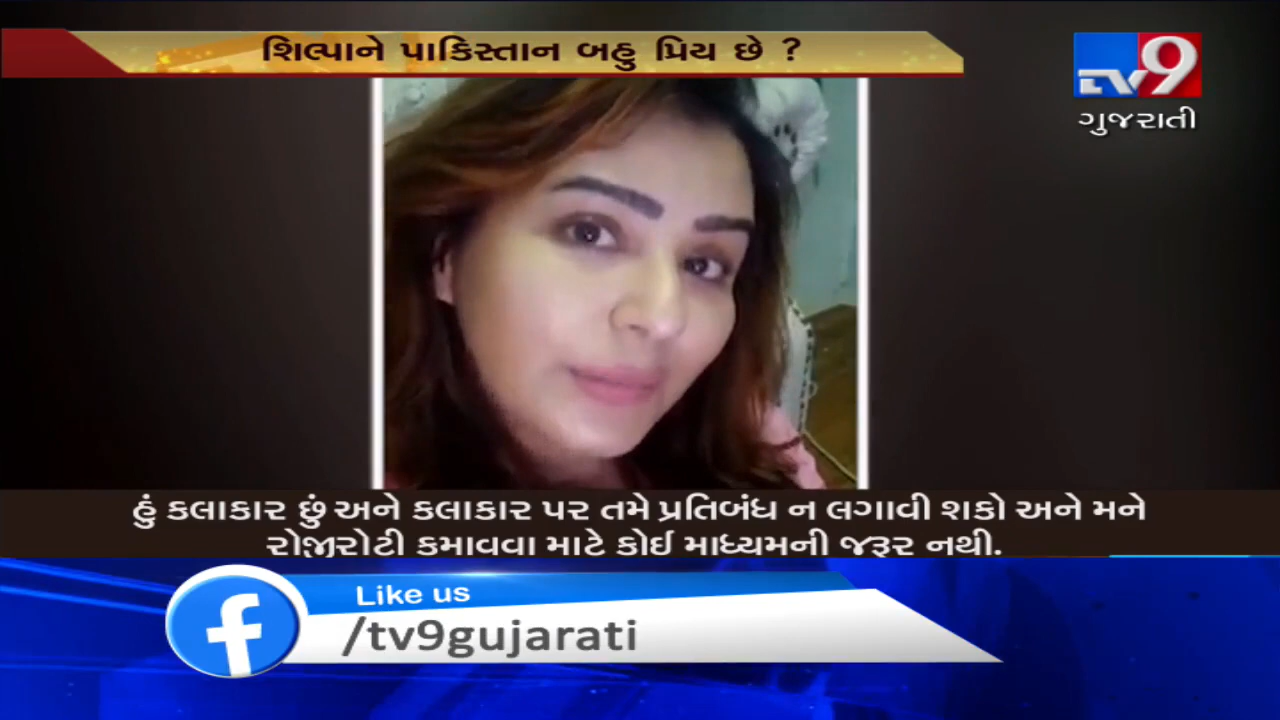 શિલ્પાને પાકિસ્તાન બહુ પ્રિય છે ?
TV9
ગુજરાતી
હું કલાકાર છું અને કલાકાર પર તમે પ્રતિબંધ ન લગાવી શકો અને મને
રોજીરોટી કમાવવા માટે કોઈ માધ્યમની જરૂર નથી.
Like us
/tv9gujarati